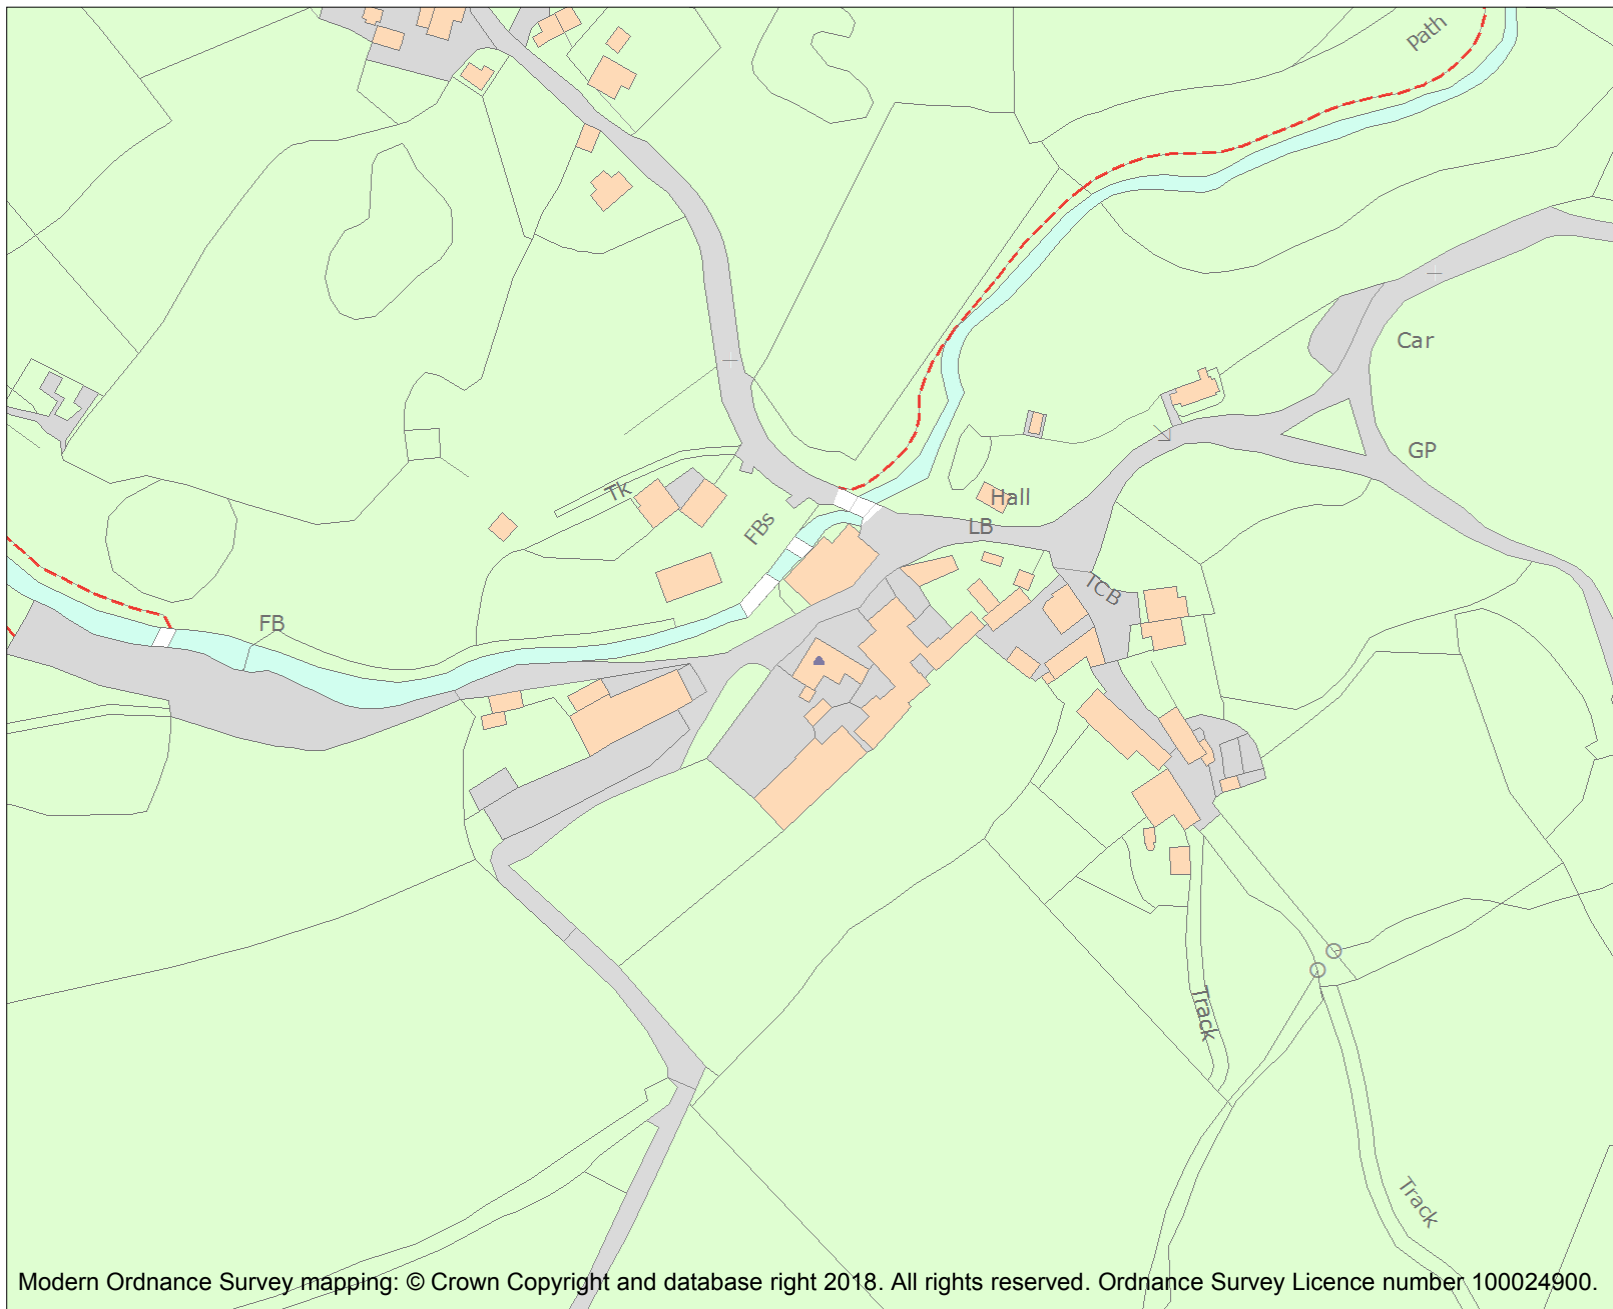 Path
Car
GP
Tk
Hall
FBs
LB
TCB
FB
Track
Track
Modern Ordnance Survey mapping: © Crown Copyright and database right 2018. All rights reserved. Ordnance Survey Licence number 100024900.